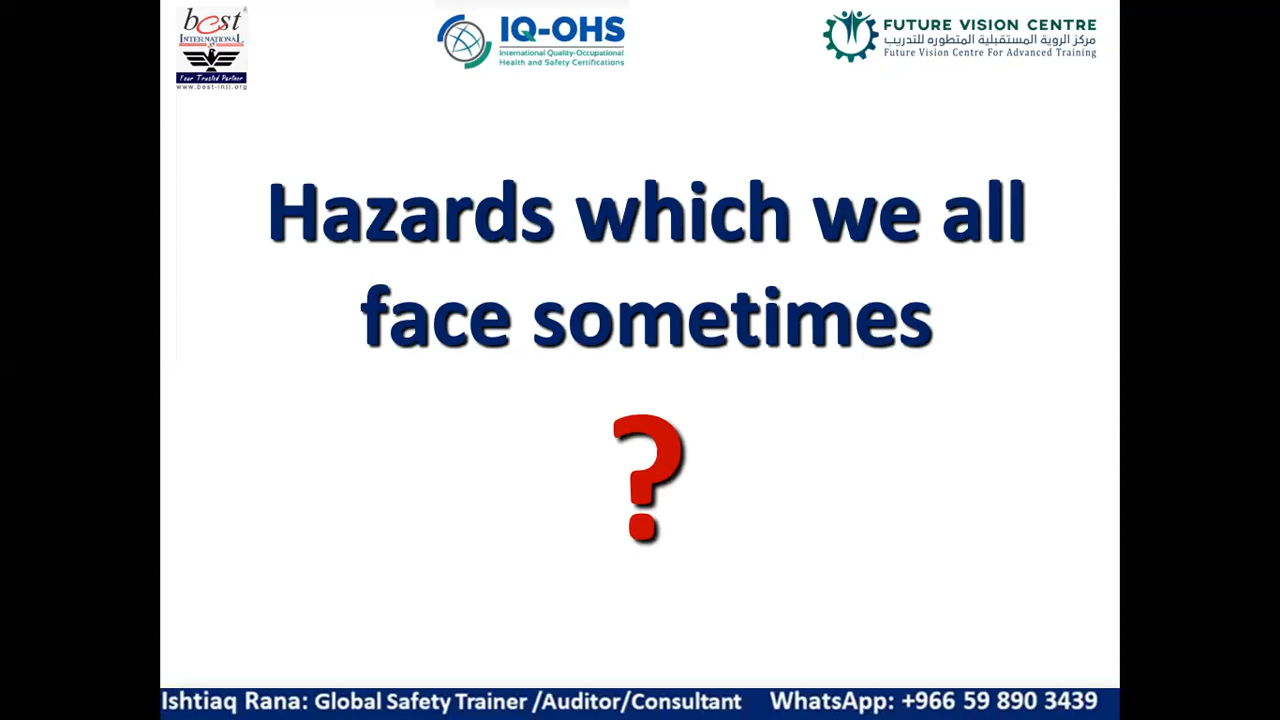 best
INTERNATIONAL
Your Trusted Partner
www.best-intl.org
IQ-OHS
International Quality-Occupational
Health and Safety Certifications
FUTURE VISION CENTRE
مركز الروية المستقبلية المتطوره للتدريب
Future Vision Centre For Advanced Training
Hazards which we all
face sometimes
?
Ishtiaq Rana: Global Safety Trainer /Auditor/Consultant WhatsApp: +966 59 890 3439